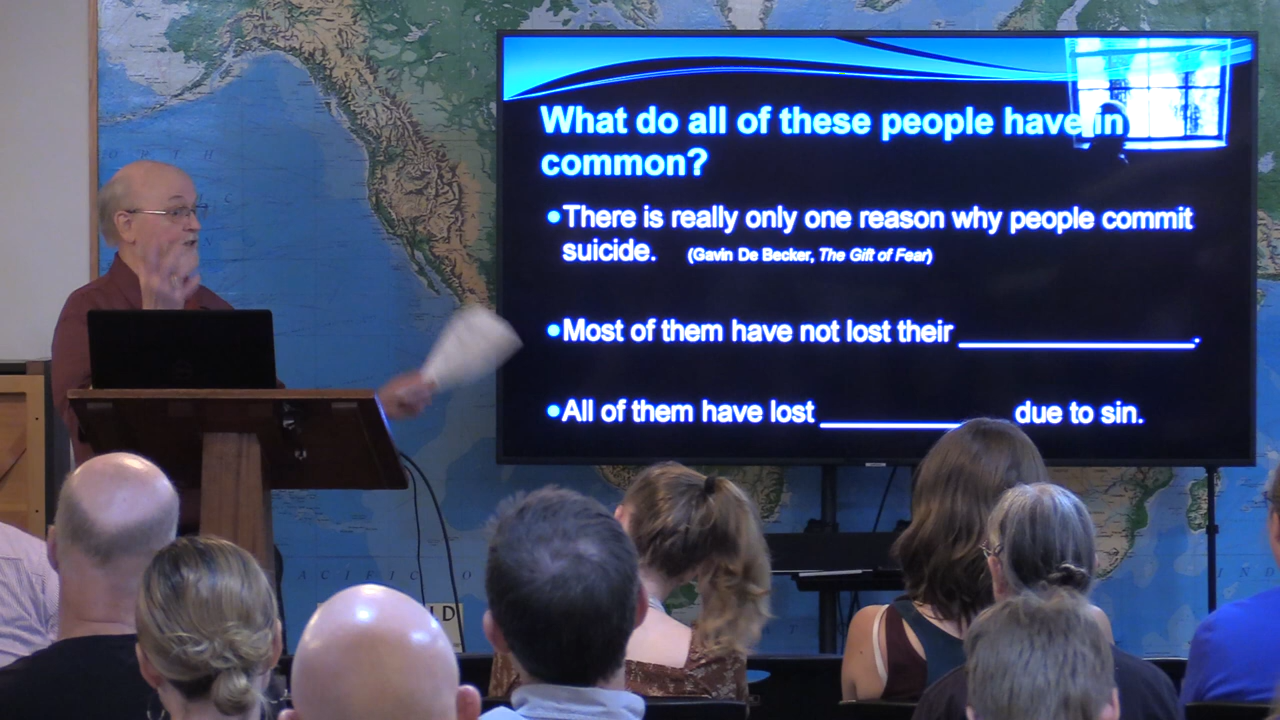 What do all of these people have in
common?
•There is really only one reason why people commit
suicide. (Gavin De Becker, The Gift of Fear)
•Most of them have not lost their ____________.
•All of them have lost ________ due to sin.